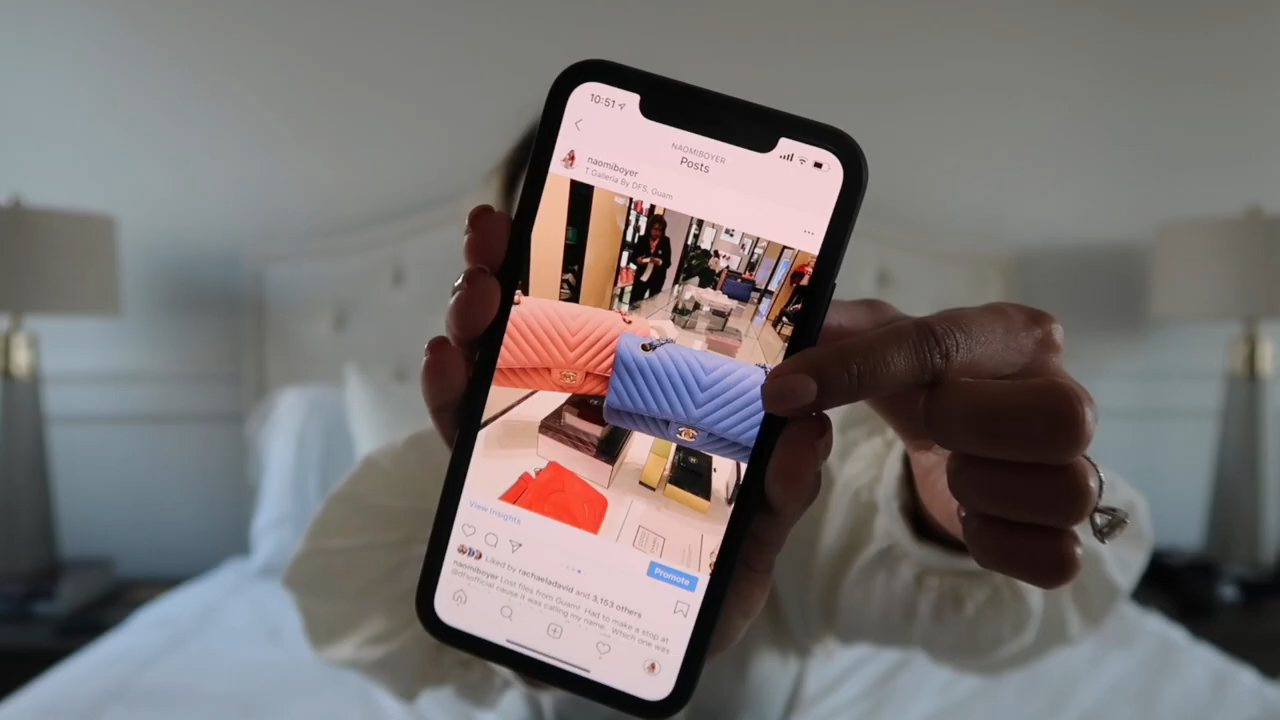 10:51
NAOMIBOYER
Posts
naomiboyer
T Galleria By DFS, Guam
View Insights
Promote
Liked by rachaeladavid and 3,153 others
naomiboyer Lost files from Guam! Had to make a stop at
@dfsofficial cause it was calling my name. Which one was